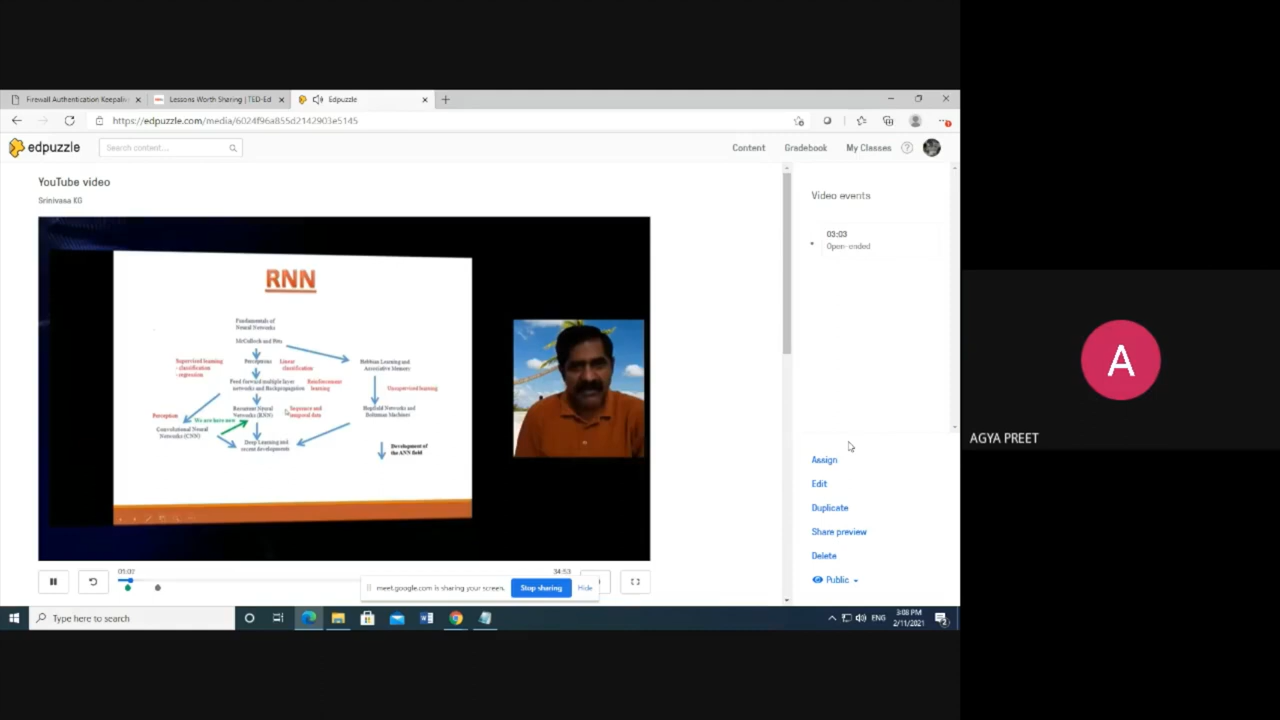 Firewall Authentication Keepali
Lessons Worth Sharing | TED-Ed
Edpuzzle
https://edpuzzle.com/media/6024f96a855d2142903e5145
edpuzzle
Search content...
Content
Gradebook
My Classes
YouTube video
Srinivasa KG
Video events
03:03
Open-ended
RNN
Fundamentals of
Neural Networks
McCulloch and Pitts
Supervised learning
- classification
- regression
Perceptrons
Linear
classification
Hebbian Learning and
Associative Memory
Feed forward multiple layer
networks and Backpropagation
Reinforcement
learning
Unsupervised learning
Perception
We are here now
Recurrent Neural
Networks (RNN)
Sequence and
temporal data
Hopfield Networks and
Boltzman Machines
Convolutional Neural
Networks (CNN)
Deep Learning and
recent developments
Development of
the ANN field
Assign
Edit
Duplicate
Share preview
Delete
Public
01:07
34:53
meet.google.com is sharing your screen.
Stop sharing
Hide
Type here to search
ENG
3:08 PM
2/11/2021
A
AGYA PREET